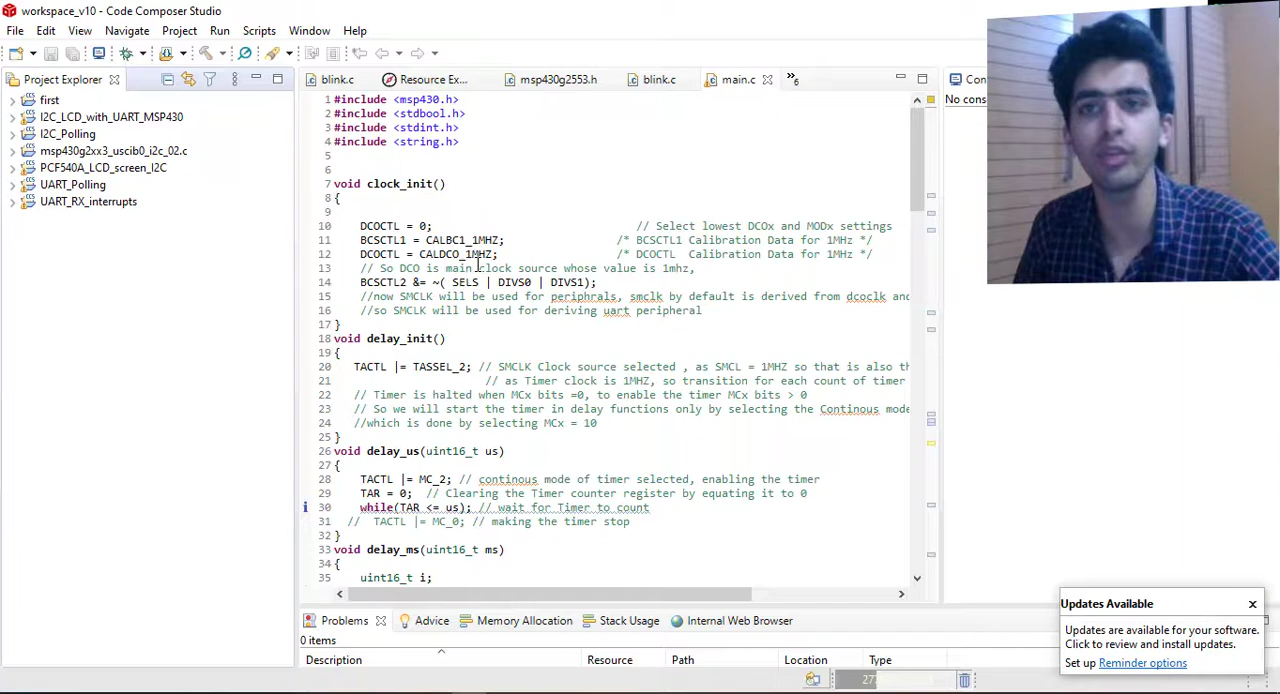 workspace_v10 - Code Composer Studio
File Edit View Navigate Project Run Scripts Window Help
Project Explorer
first
I2C_LCD_with_UART_MSP430
I2C_Polling
msp430g2xx3_uscib0_i2c_02.c
PCF540A_LCD_screen_I2C
UART_Polling
UART_RX_interrupts
blink.c Resource Ex... msp430g2553.h blink.c main.c »6
1 #include <msp430.h>
2 #include <stdbool.h>
3 #include <stdint.h>
4 #include <string.h>
5
6
7 void clock_init()
8 {
9
10 DCOCTL = 0; // Select lowest DCOx and MODx settings
11 BCSCTL1 = CALBC1_1MHZ; /* BCSCTL1 Calibration Data for 1MHz */
12 DCOCTL = CALDCO_1MHZ; /* DCOCTL Calibration Data for 1MHz */
13 // So DCO is main clock source whose value is 1mhz,
14 BCSCTL2 &= ~( SELS | DIVS0 | DIVS1);
15 //now SMCLK will be used for periphrals, smclk by default is derived from dcoclk and
16 //so SMCLK will be used for deriving uart peripheral
17 }
18 void delay_init()
19 {
20 TACTL |= TASSEL_2; // SMCLK Clock source selected , as SMCL = 1MHZ so that is also th
21 // as Timer clock is 1MHZ, so transition for each count of timer
22 // Timer is halted when MCx bits =0, to enable the timer MCx bits > 0
23 // So we will start the timer in delay functions only by selecting the Continous mode
24 //which is done by selecting MCx = 10
25 }
26 void delay_us(uint16_t us)
27 {
28 TACTL |= MC_2; // continous mode of timer selected, enabling the timer
29 TAR = 0; // Clearing the Timer counter register by equating it to 0
30 while(TAR <= us); // wait for Timer to count
31 // TACTL |= MC_0; // making the timer stop
32 }
33 void delay_ms(uint16_t ms)
34 {
35 uint16_t i;
Con
No cons
Problems Advice Memory Allocation Stack Usage Internal Web Browser
0 items
Description Resource Path Location Type
Updates Available
Updates are available for your software.
Click to review and install updates.
Set up Reminder options